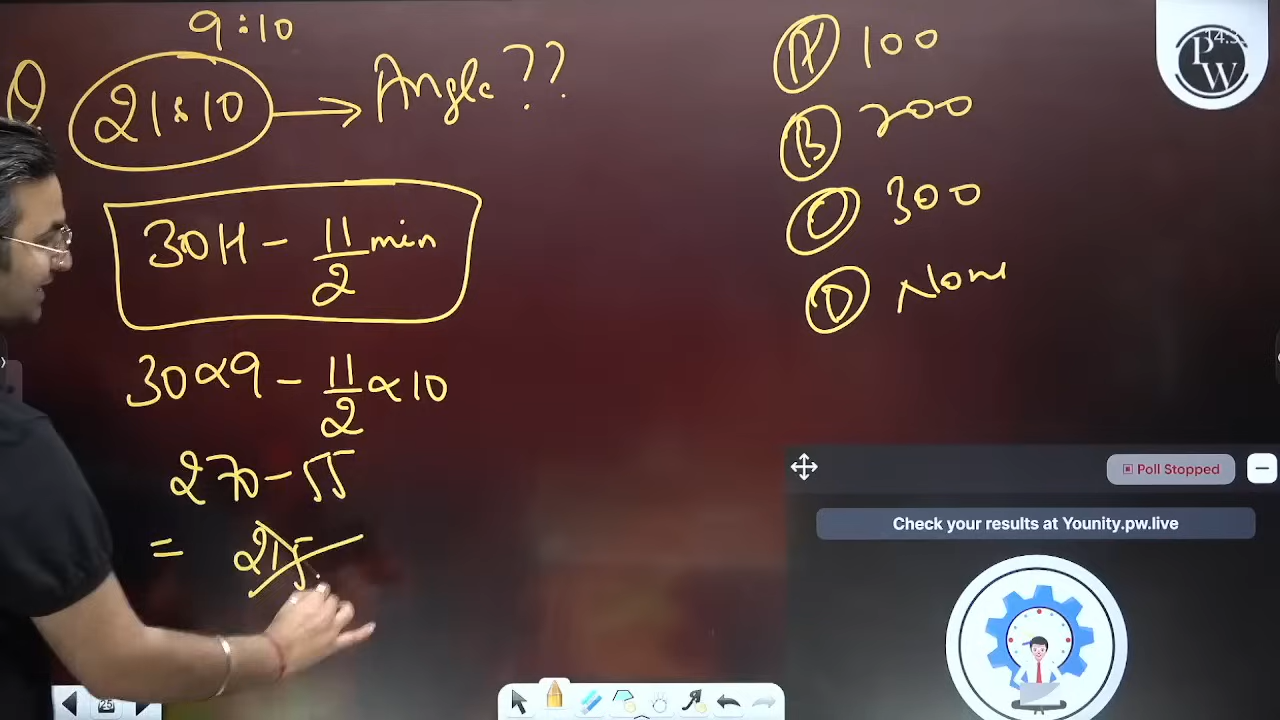 9:10
Q 21:10 → Angle ??
30H - 11/2 min
30×9 - 11/2 × 10
270 - 55
= 215
A 100
B 200
C 300
D None
PW
Poll Stopped
Check your results at Younity.pw.live
25